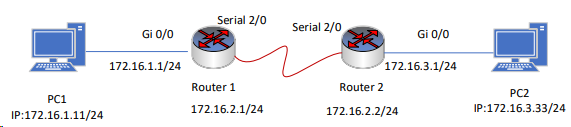 Serial 2/0
Serial 2/0
Gi 0/0
Gi 0/0
172.16.1.1/24
172.16.3.1/24
Router 1
Router 2
PC1
PC2
IP:172.16.1.11/24
172.16.2.1/24
172.16.2.2/24
IP:172.16.3.33/24